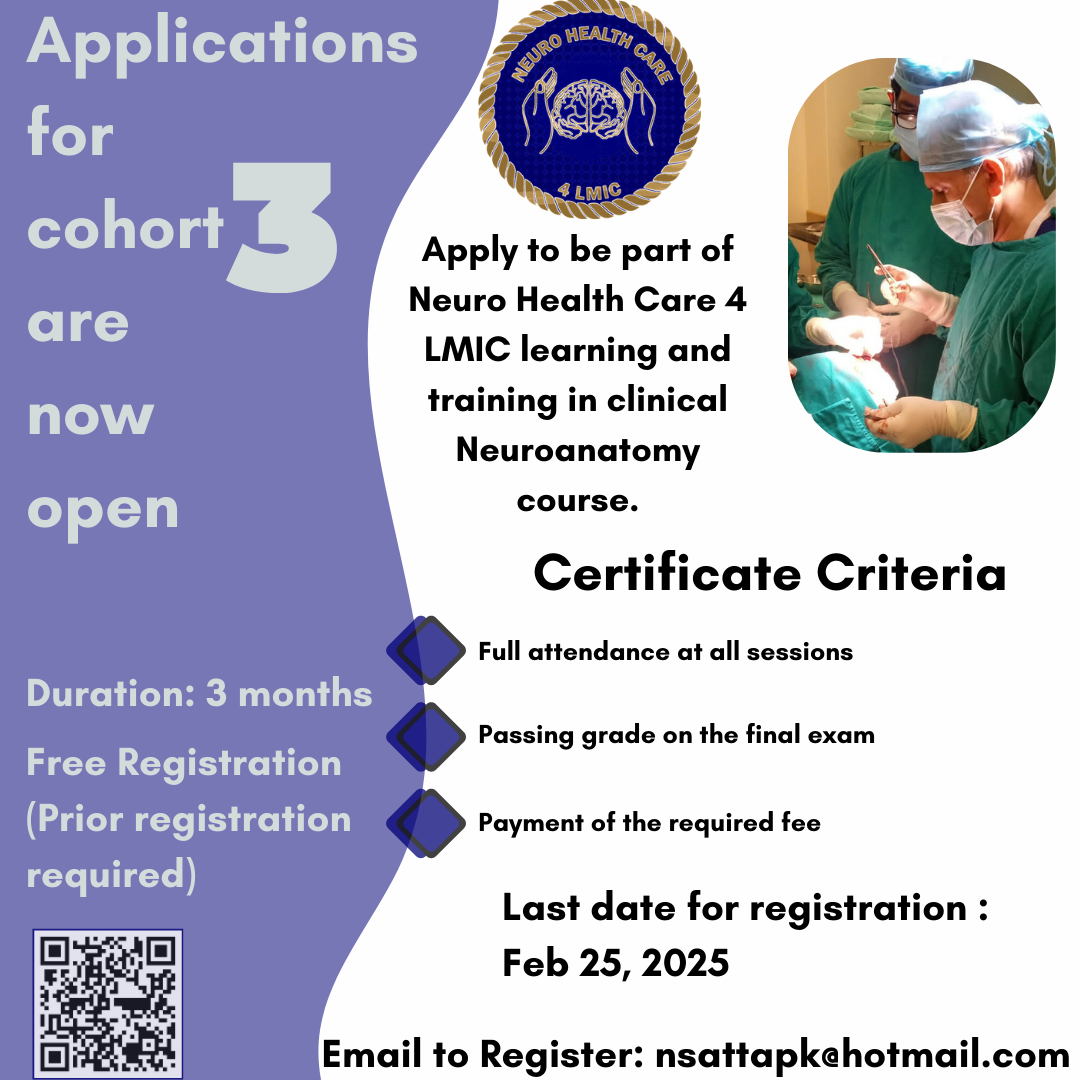 Applications
for
cohort 3
are
now
open
NEURO HEALTH CARE
4 LMIC
Apply to be part of
Neuro Health Care 4
LMIC learning and
training in clinical
Neuroanatomy
course.
Certificate Criteria
Full attendance at all sessions
Passing grade on the final exam
Payment of the required fee
Duration: 3 months
Free Registration
(Prior registration
required)
Last date for registration :
Feb 25, 2025
Email to Register: nsattapk@hotmail.com